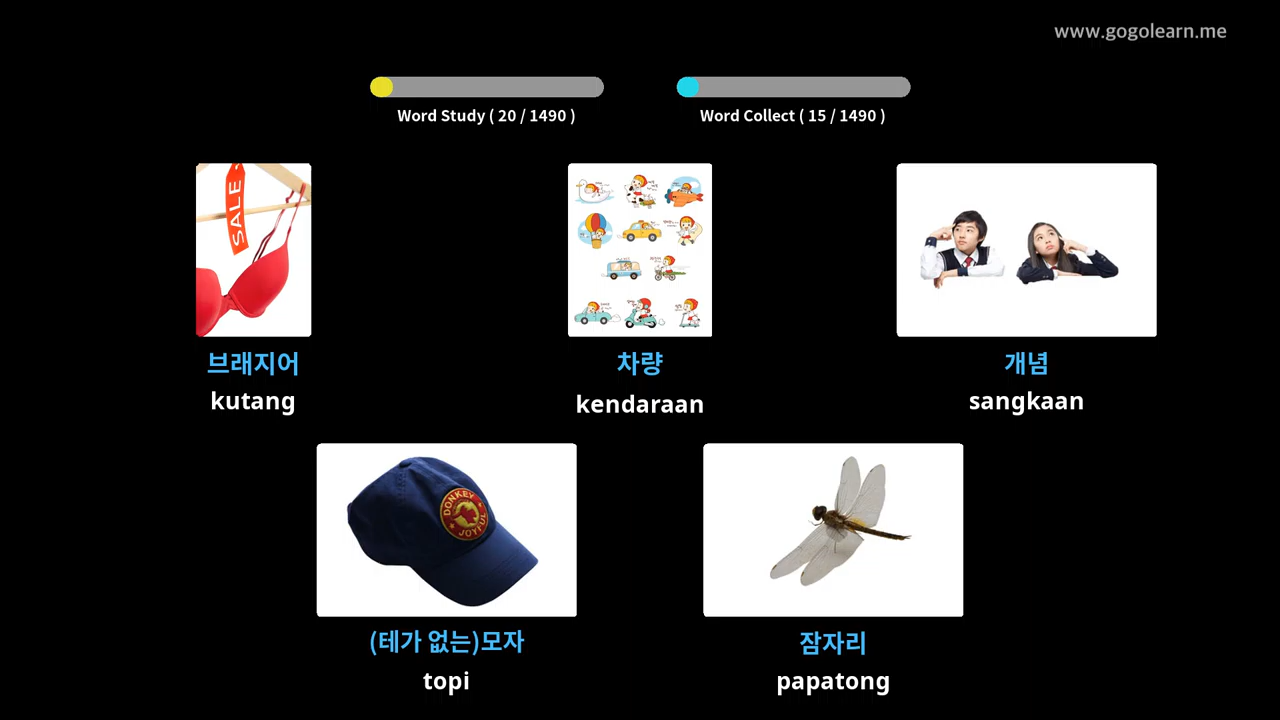 www.gogolearn.me
Word Study ( 20 / 1490 )
Word Collect ( 15 / 1490 )
SALE
브래지어
kutang
차량
kendaraan
개념
sangkaan
DONKEY
JOYFUL
(테가 없는)모자
topi
잠자리
papatong